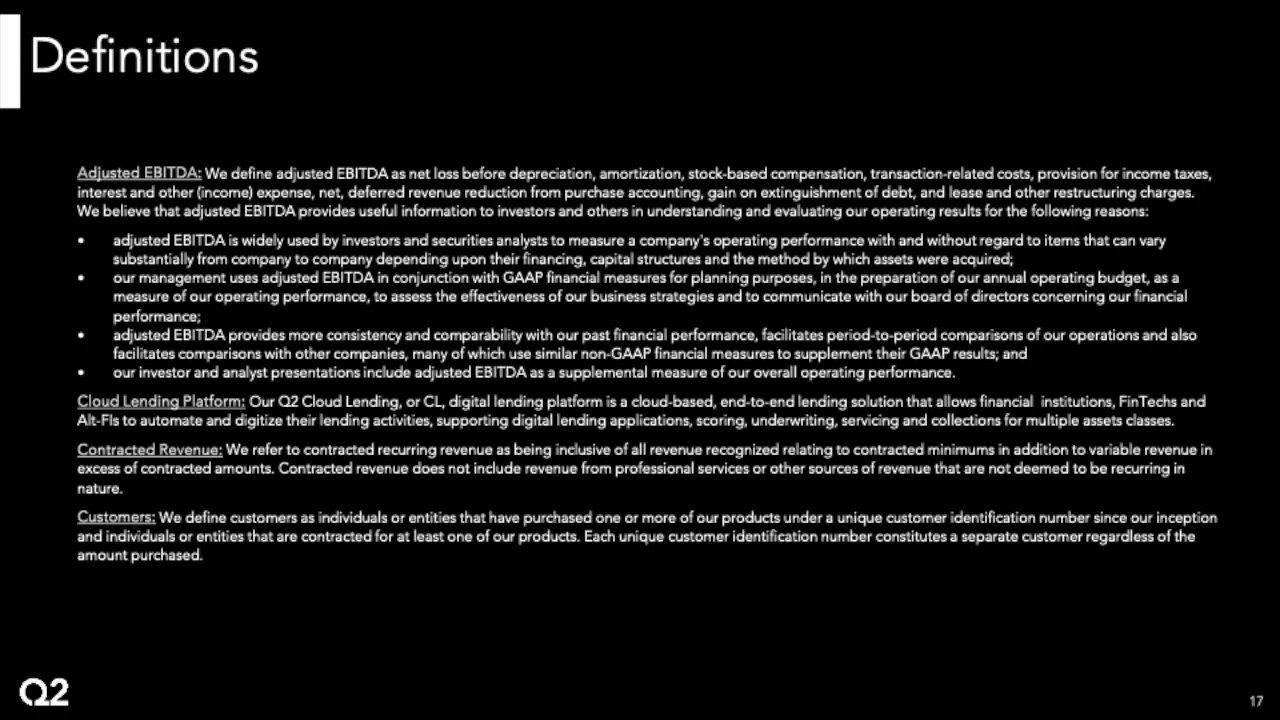 Definitions
Adjusted EBITDA: We define adjusted EBITDA as net loss before depreciation, amortization, stock-based compensation, transaction-related costs, provision for income taxes,
interest and other (income) expense, net, deferred revenue reduction from purchase accounting, gain on extinguishment of debt, and lease and other restructuring charges.
We believe that adjusted EBITDA provides useful information to investors and others in understanding and evaluating our operating results for the following reasons:
• adjusted EBITDA is widely used by investors and securities analysts to measure a company's operating performance with and without regard to items that can vary
substantially from company to company depending upon their financing, capital structures and the method by which assets were acquired;
• our management uses adjusted EBITDA in conjunction with GAAP financial measures for planning purposes, in the preparation of our annual operating budget, as a
measure of our operating performance, to assess the effectiveness of our business strategies and to communicate with our board of directors concerning our financial
performance;
• adjusted EBITDA provides more consistency and comparability with our past financial performance, facilitates period-to-period comparisons of our operations and also
facilitates comparisons with other companies, many of which use similar non-GAAP financial measures to supplement their GAAP results; and
• our investor and analyst presentations include adjusted EBITDA as a supplemental measure of our overall operating performance.
Cloud Lending Platform: Our Q2 Cloud Lending, or CL, digital lending platform is a cloud-based, end-to-end lending solution that allows financial institutions, FinTechs and
Alt-FIs to automate and digitize their lending activities, supporting digital lending applications, scoring, underwriting, servicing and collections for multiple assets classes.
Contracted Revenue: We refer to contracted recurring revenue as being inclusive of all revenue recognized relating to contracted minimums in addition to variable revenue in
excess of contracted amounts. Contracted revenue does not include revenue from professional services or other sources of revenue that are not deemed to be recurring in
nature.
Customers: We define customers as individuals or entities that have purchased one or more of our products under a unique customer identification number since our inception
and individuals or entities that are contracted for at least one of our products. Each unique customer identification number constitutes a separate customer regardless of the
amount purchased.
Q2
17